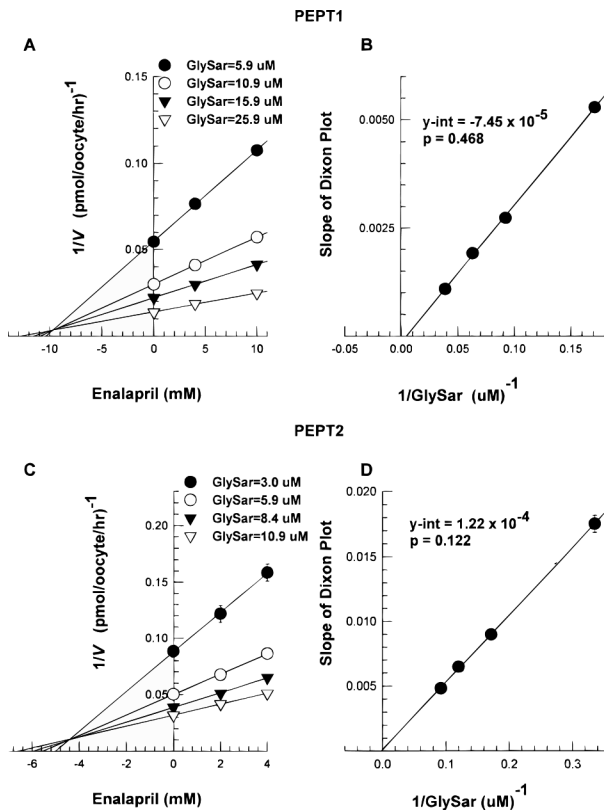 PEPT1
A
GlySar=5.9 uM
GlySar=10.9 uM
GlySar=15.9 uM
GlySar=25.9 uM
1/V (pmol/oocyte/hr)-1
0.15
0.10
0.05
-10 -5 0 5 10
Enalapril (mM)
B
y-int = -7.45 x 10-5
p = 0.468
Slope of Dixon Plot
0.0050
0.0025
-0.05 0.00 0.05 0.10 0.15
1/GlySar (uM)-1
PEPT2
C
GlySar=3.0 uM
GlySar=5.9 uM
GlySar=8.4 uM
GlySar=10.9 uM
1/V (pmol/oocyte/hr)-1
0.20
0.15
0.10
0.05
-6 -4 -2 0 2 4
Enalapril (mM)
D
y-int = 1.22 x 10-4
p = 0.122
Slope of Dixon Plot
0.020
0.015
0.010
0.005
0.0 0.1 0.2 0.3
1/GlySar (uM)-1